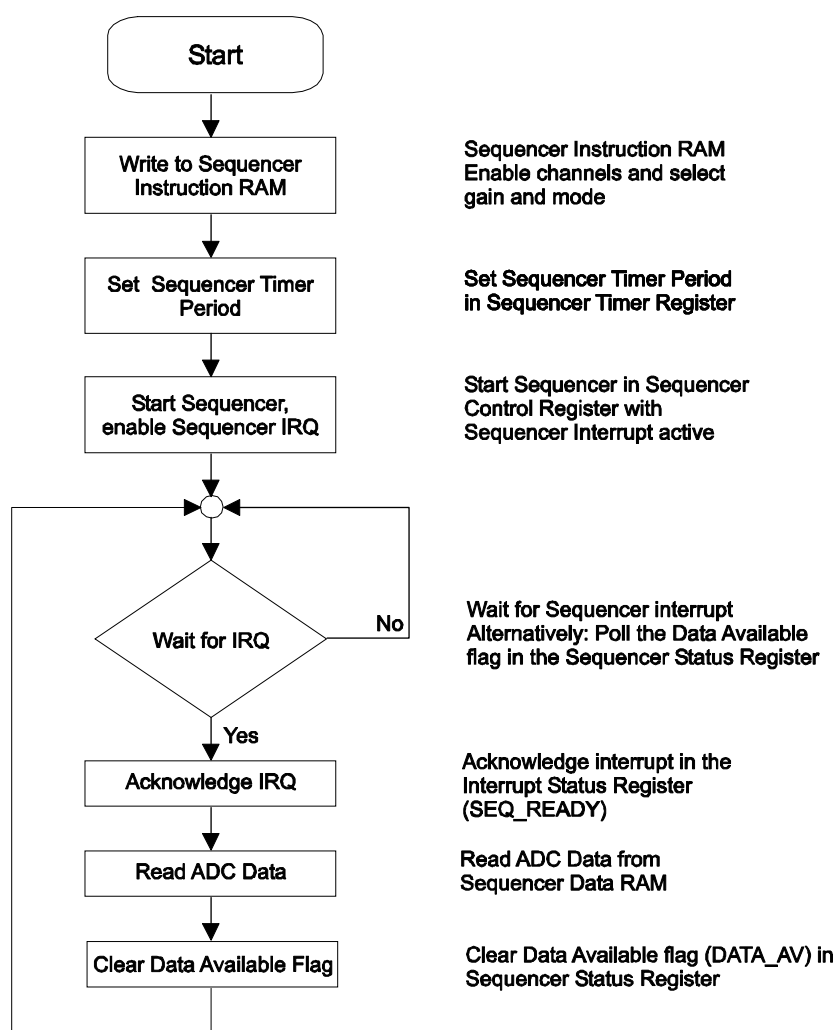 Start
Write to Sequencer
Instruction RAM
Sequencer Instruction RAM
Enable channels and select
gain and mode
Set Sequencer Timer
Period
Set Sequencer Timer Period
in Sequencer Timer Register
Start Sequencer,
enable Sequencer IRQ
Start Sequencer in Sequencer
Control Register with
Sequencer Interrupt active
Wait for IRQ
No
Wait for Sequencer interrupt
Alternatively: Poll the Data Available
flag in the Sequencer Status Register
Yes
Acknowledge IRQ
Acknowledge interrupt in the
Interrupt Status Register
(SEQ_READY)
Read ADC Data
Read ADC Data from
Sequencer Data RAM
Clear Data Available Flag
Clear Data Available flag (DATA_AV) in
Sequencer Status Register